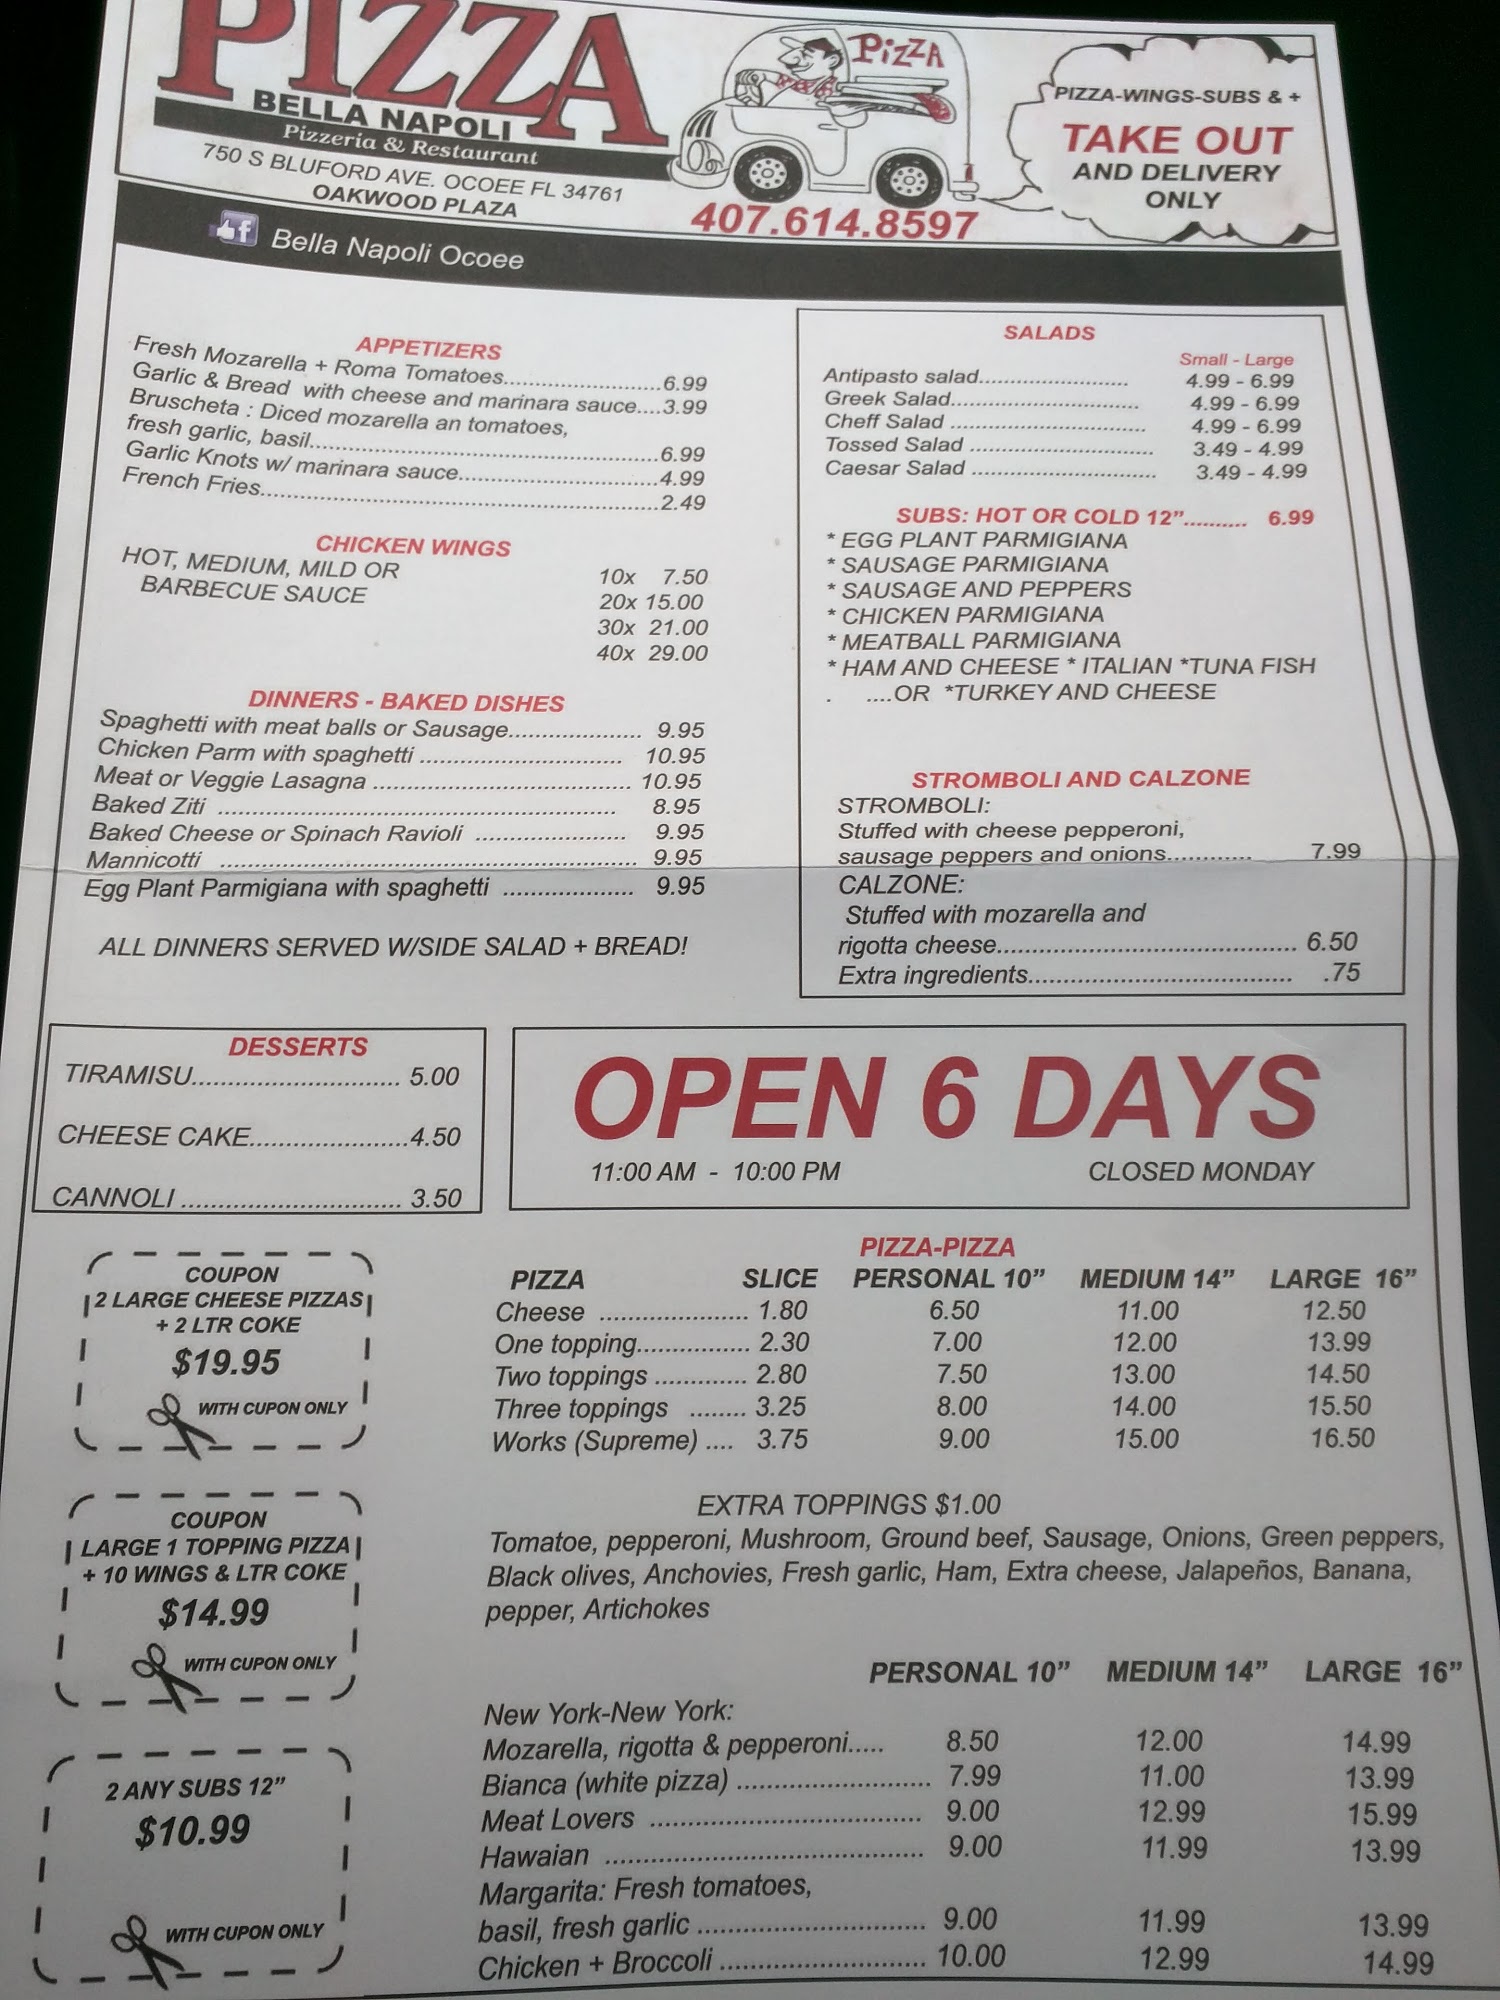 PIZZA
BELLA NAPOLI
Pizzeria & Restaurant
750 S BLUFORD AVE. OCOEE FL 34761
OAKWOOD PLAZA
PiZZA
407.614.8597
PIZZA-WINGS-SUBS & +
TAKE OUT
AND DELIVERY
ONLY
f Bella Napoli Ocoee
APPETIZERS
Fresh Mozarella + Roma Tomatoes.......................6.99
Garlic & Bread with cheese and marinara sauce....3.99
Bruscheta : Diced mozarella an tomatoes,
fresh garlic, basil..................................................6.99
Garlic Knots w/ marinara sauce.............................4.99
French Fries..........................................................2.49
CHICKEN WINGS
HOT, MEDIUM, MILD OR
BARBECUE SAUCE
10x 7.50
20x 15.00
30x 21.00
40x 29.00
DINNERS - BAKED DISHES
Spaghetti with meat balls or Sausage.................... 9.95
Chicken Parm with spaghetti .............................. 10.95
Meat or Veggie Lasagna ...................................... 10.95
Baked Ziti .......................................................... 8.95
Baked Cheese or Spinach Ravioli ...................... 9.95
Mannicotti ............................................................. 9.95
Egg Plant Parmigiana with spaghetti ................... 9.95
ALL DINNERS SERVED W/SIDE SALAD + BREAD!
SALADS
Small - Large
Antipasto salad....................... 4.99 - 6.99
Greek Salad............................. 4.99 - 6.99
Cheff Salad .............................. 4.99 - 6.99
Tossed Salad ............................ 3.49 - 4.99
Caesar Salad ............................ 3.49 - 4.99
SUBS: HOT OR COLD 12”.......... 6.99
* EGG PLANT PARMIGIANA
* SAUSAGE PARMIGIANA
* SAUSAGE AND PEPPERS
* CHICKEN PARMIGIANA
* MEATBALL PARMIGIANA
* HAM AND CHEESE * ITALIAN *TUNA FISH
. ....OR *TURKEY AND CHEESE
STROMBOLI AND CALZONE
STROMBOLI:
Stuffed with cheese pepperoni,
sausage peppers and onions............ 7.99
CALZONE:
Stuffed with mozarella and
rigotta cheese.......................................... 6.50
Extra ingredients..................................... .75
DESSERTS
TIRAMISU............................. 5.00
CHEESE CAKE......................4.50
CANNOLI ............................... 3.50
OPEN 6 DAYS
11:00 AM - 10:00 PM CLOSED MONDAY
COUPON
2 LARGE CHEESE PIZZAS
+ 2 LTR COKE
$19.95
WITH CUPON ONLY
COUPON
LARGE 1 TOPPING PIZZA
+ 10 WINGS & LTR COKE
$14.99
WITH CUPON ONLY
2 ANY SUBS 12”
$10.99
WITH CUPON ONLY
PIZZA-PIZZA
PIZZA SLICE PERSONAL 10” MEDIUM 14” LARGE 16”
Cheese ...................... 1.80 6.50 11.00 12.50
One topping................. 2.30 7.00 12.00 13.99
Two toppings ............. 2.80 7.50 13.00 14.50
Three toppings ........ 3.25 8.00 14.00 15.50
Works (Supreme) .... 3.75 9.00 15.00 16.50
EXTRA TOPPINGS $1.00
Tomatoe, pepperoni, Mushroom, Ground beef, Sausage, Onions, Green peppers,
Black olives, Anchovies, Fresh garlic, Ham, Extra cheese, Jalapeños, Banana,
pepper, Artichokes
PERSONAL 10” MEDIUM 14” LARGE 16”
New York-New York:
Mozarella, rigotta & pepperoni..... 8.50 12.00 14.99
Bianca (white pizza) ........................... 7.99 11.00 13.99
Meat Lovers ...................................... 9.00 12.99 15.99
Hawaian ............................................ 9.00 11.99 13.99
Margarita: Fresh tomatoes,
basil, fresh garlic ................................ 9.00 11.99 13.99
Chicken + Broccoli ............................. 10.00 12.99 14.99